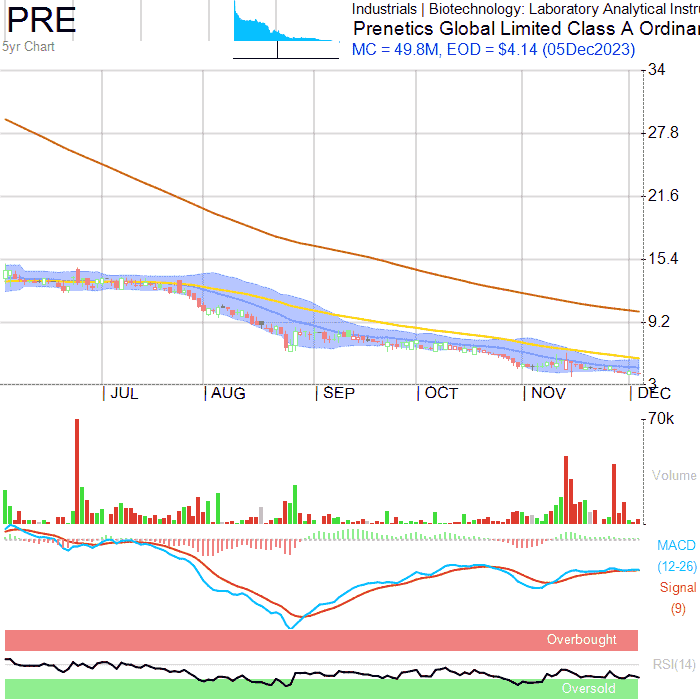 PRE
5yr Chart
Industrials | Biotechnology: Laboratory Analytical Instru
Prenetics Global Limited Class A Ordinar
MC = 49.8M, EOD = $4.14 (05Dec2023)
34
27.8
21.6
15.4
9.2
3
JUL AUG SEP OCT NOV DEC
70k
Volume
MACD
(12-26)
Signal
(9)
Overbought
RSI(14)
Oversold